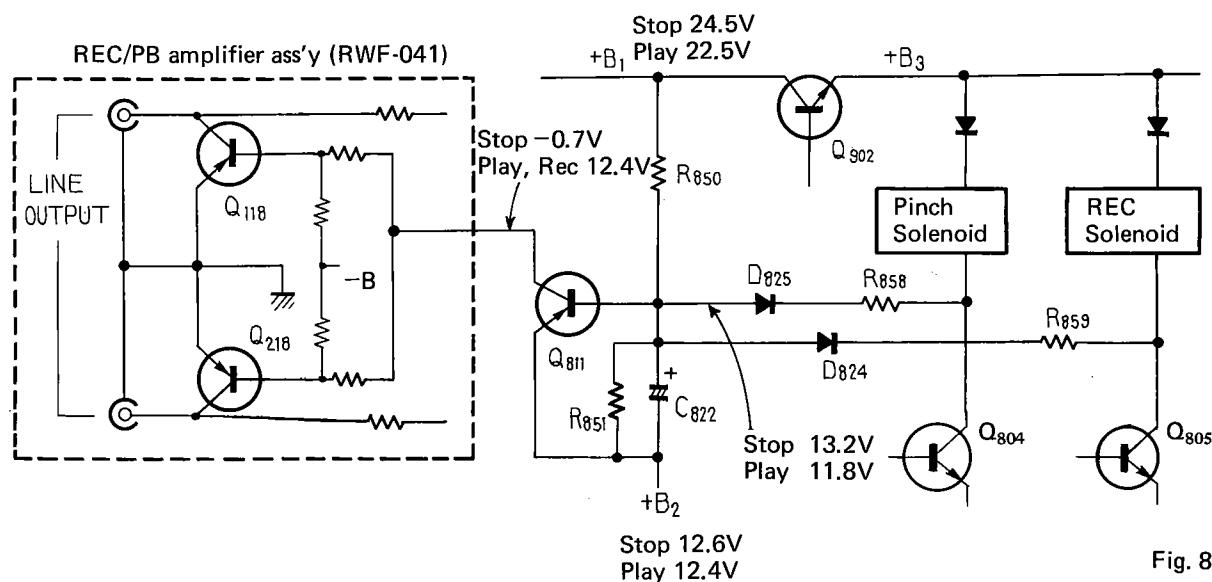 Stop 24.5V
Play 22.5V
REC/PB amplifier ass'y (RWF-041)
+B₁
+B₃
Stop −0.7V
Play, Rec 12.4V
Q₉₀₂
R₈₅₀
LINE
OUTPUT
Q₁₁₈
Pinch
Solenoid
REC
Solenoid
−B
D₈₂₅
R₈₅₈
Q₂₁₈
Q₈₁₁
R₈₅₉
D₈₂₄
+
R₈₅₁
C₈₂₂
Stop 13.2V
Play 11.8V
Q₈₀₄
Q₈₀₅
+B₂
Stop 12.6V
Play 12.4V
Fig. 8